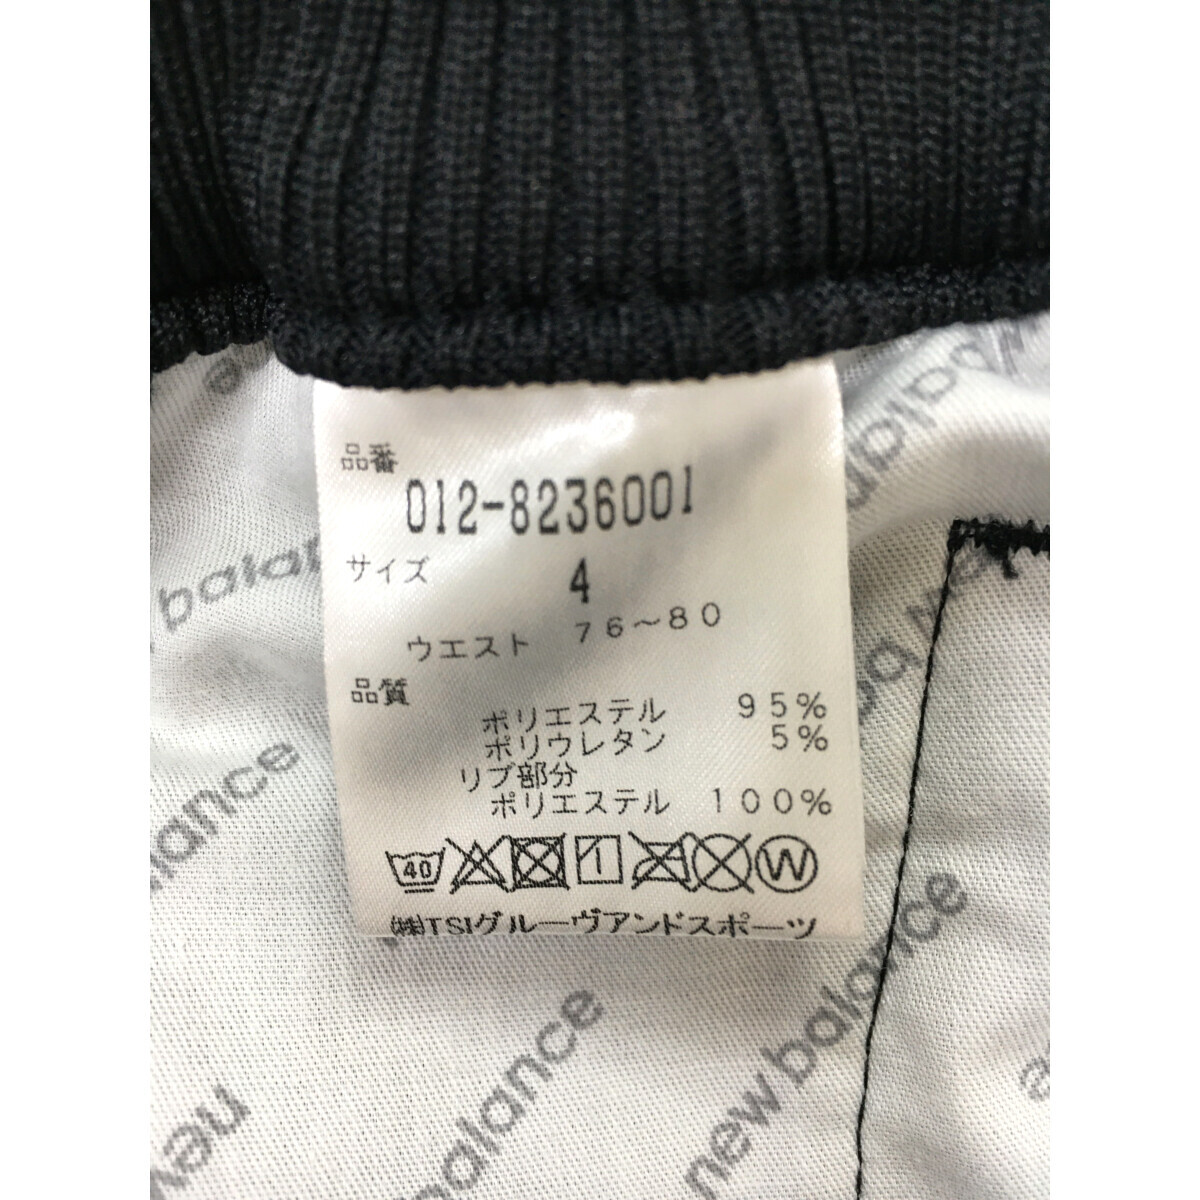 品番
012-8236001
サイズ 4
ウエスト 76～80
品質
ポリエステル 95%
ポリウレタン 5%
リブ部分
ポリエステル 100%
40 W
㈱TSIグルーヴアンドスポーツ
balance
new balance
balance
new